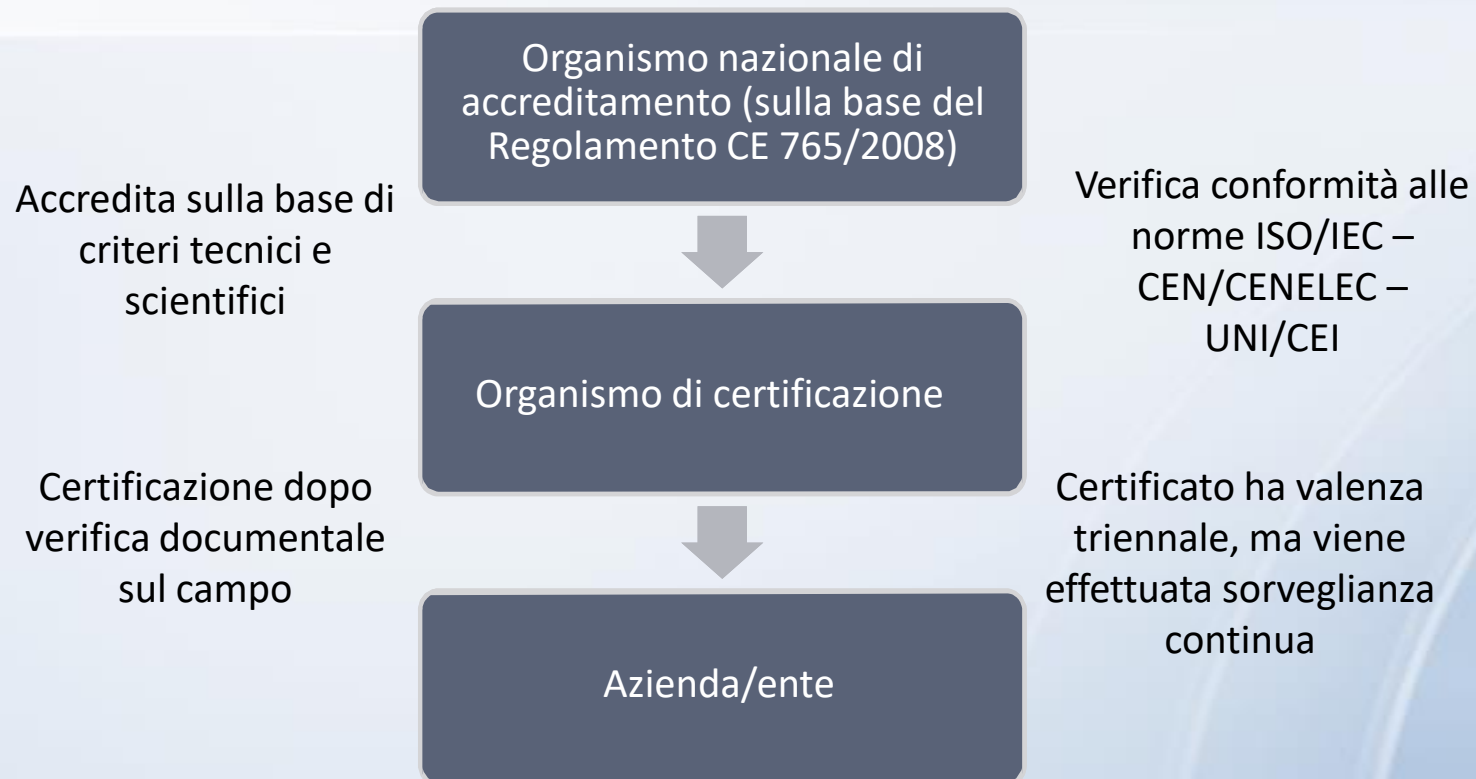 Organismo nazionale di
accreditamento (sulla base del
Regolamento CE 765/2008)
Accredita sulla base di
criteri tecnici e
scientifici
Verifica conformità alle
norme ISO/IEC –
CEN/CENELEC –
UNI/CEI
Organismo di certificazione
Certificazione dopo
verifica documentale
sul campo
Certificato ha valenza
triennale, ma viene
effettuata sorveglianza
continua
Azienda/ente